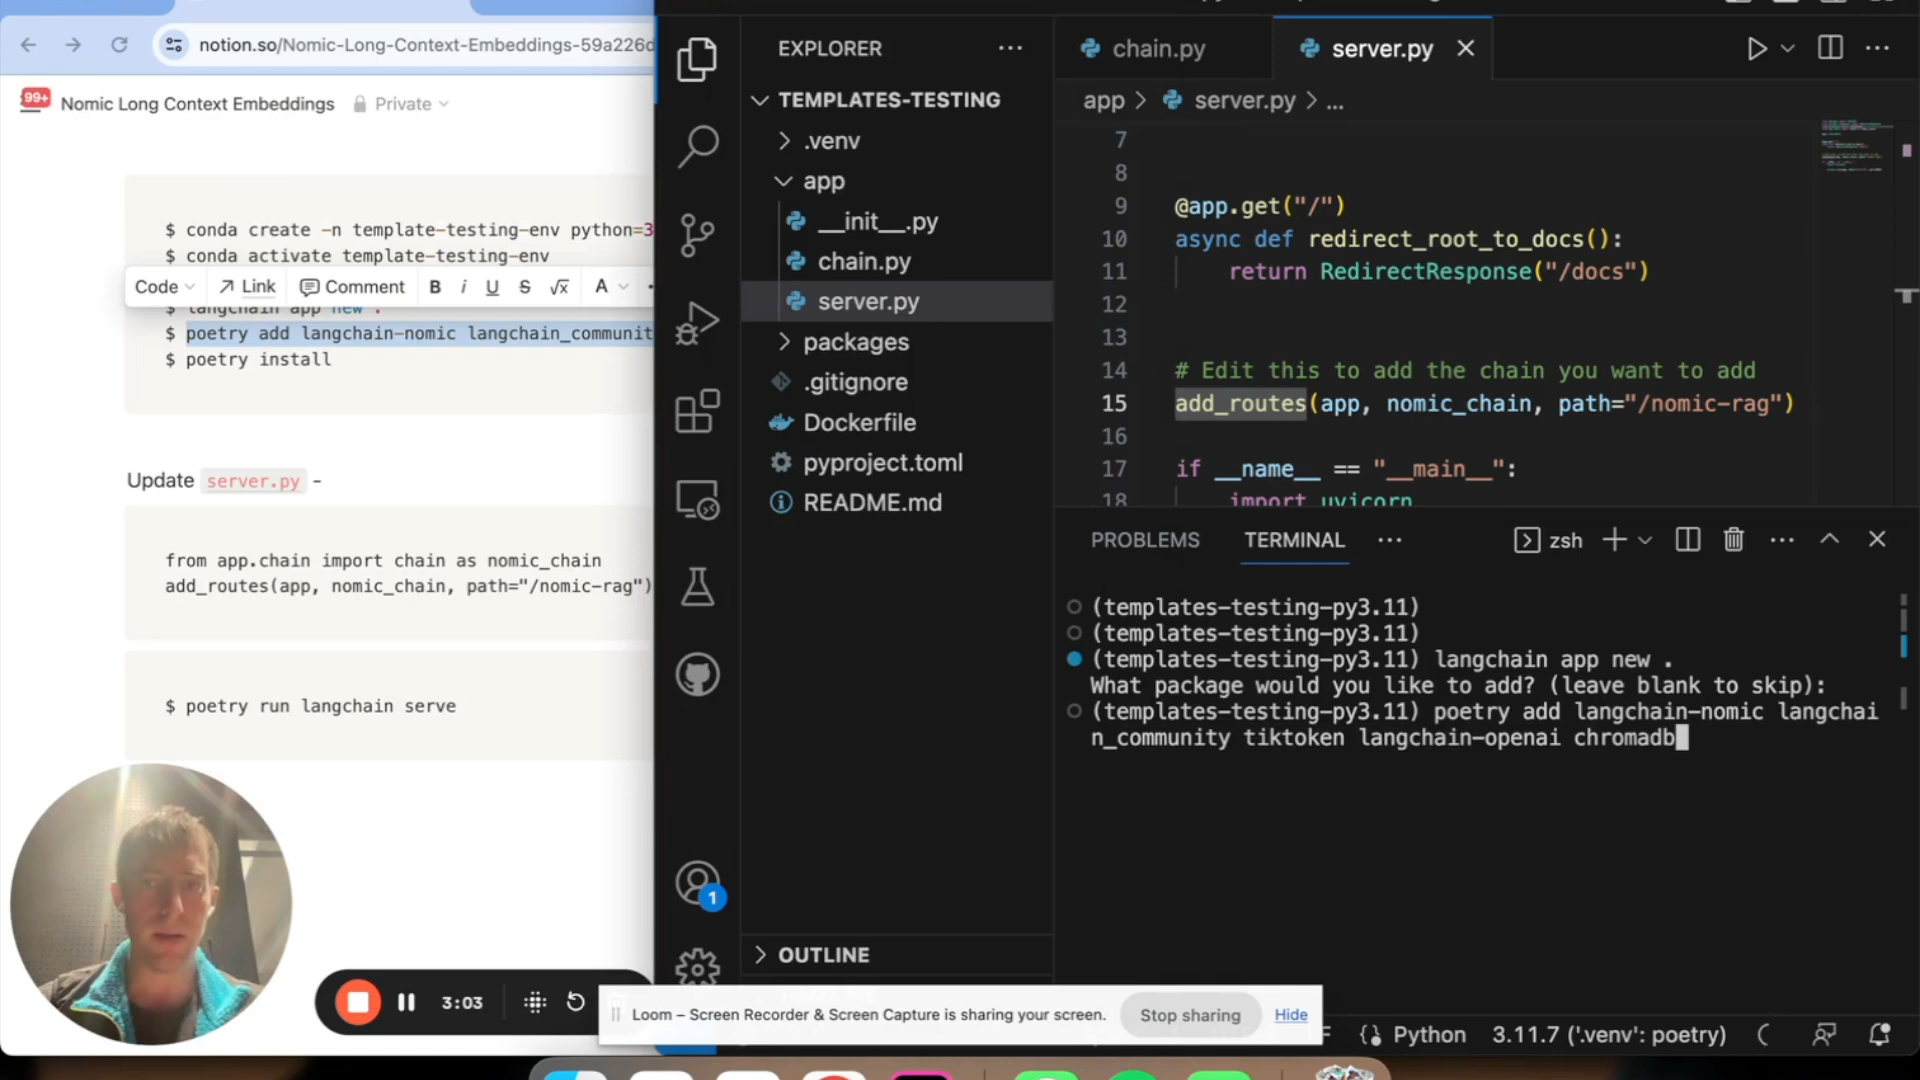 notion.so/Nomic-Long-Context-Embeddings-59a226d
99+
Nomic Long Context Embeddings
Private
$ conda create -n template-testing-env python=3
$ conda activate template-testing-env
Code
Link
Comment
B i U S √x A
$ langchain app new .
$ poetry add langchain-nomic langchain_communit
$ poetry install
Update server.py -
from app.chain import chain as nomic_chain
add_routes(app, nomic_chain, path="/nomic-rag")
$ poetry run langchain serve
3:03
Loom – Screen Recorder & Screen Capture is sharing your screen.
Stop sharing
Hide
EXPLORER
TEMPLATES-TESTING
.venv
app
__init__.py
chain.py
server.py
packages
.gitignore
Dockerfile
pyproject.toml
README.md
OUTLINE
1
chain.py
server.py
app > server.py > ...
7
8
9 @app.get("/")
10 async def redirect_root_to_docs():
11 return RedirectResponse("/docs")
12
13
14 # Edit this to add the chain you want to add
15 add_routes(app, nomic_chain, path="/nomic-rag")
16
17 if __name__ == "__main__":
18 import uvicorn
PROBLEMS
TERMINAL
zsh
(templates-testing-py3.11)
(templates-testing-py3.11)
(templates-testing-py3.11) langchain app new .
What package would you like to add? (leave blank to skip):
(templates-testing-py3.11) poetry add langchain-nomic langchai
n_community tiktoken langchain-openai chromadb
Python
3.11.7 ('.venv': poetry)